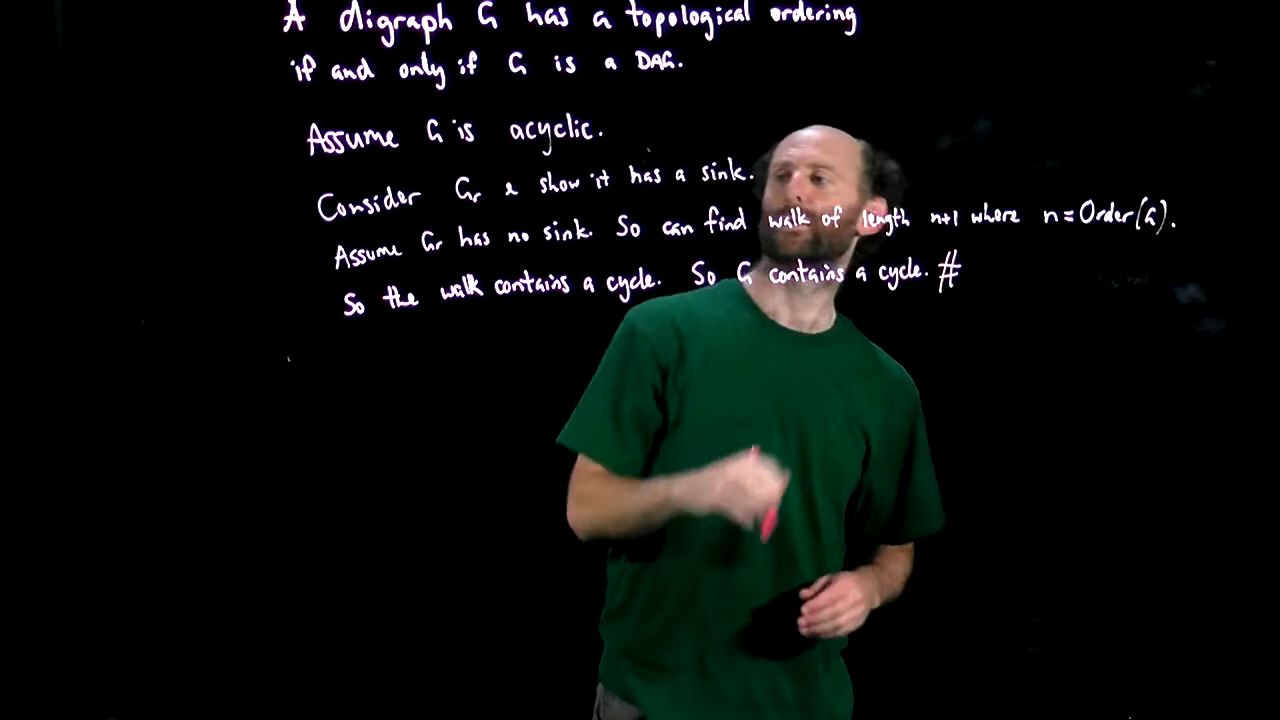 A digraph G has a topological ordering
if and only if G is a DAG.
Assume G is acyclic.
Consider Gr & show it has a sink.
Assume Gr has no sink. So can find walk of length n+1 where n = Order(G).
So the walk contains a cycle. So G contains a cycle. #